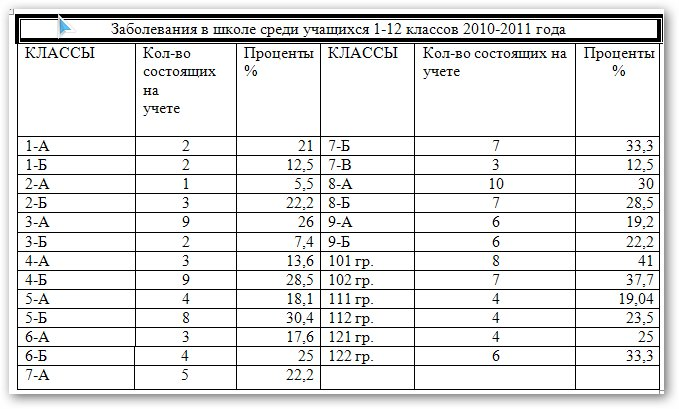 Заболевания в школе среди учащихся 1-12 классов 2010-2011 года
КЛАССЫ Кол-во состоящих на учете Проценты % КЛАССЫ Кол-во состоящих на учете Проценты %
1-А 2 21 7-Б 7 33,3
1-Б 2 12,5 7-В 3 12,5
2-А 1 5,5 8-А 10 30
2-Б 3 22,2 8-Б 7 28,5
3-А 9 26 9-А 6 19,2
3-Б 2 7,4 9-Б 6 22,2
4-А 3 13,6 101 гр. 8 41
4-Б 9 28,5 102 гр. 7 37,7
5-А 4 18,1 111 гр. 4 19,04
5-Б 8 30,4 112 гр. 4 23,5
6-А 3 17,6 121 гр. 4 25
6-Б 4 25 122 гр. 6 33,3
7-А 5 22,2